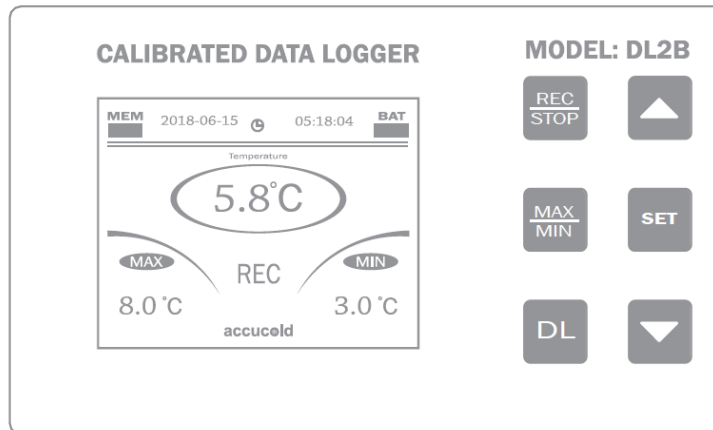 CALIBRATED DATA LOGGER
MODEL: DL2B
MEM 2018-06-15 05:18:04 BAT
Temperature
5.8°C
MAX
MIN
REC
8.0 °C
3.0 °C
accucold
REC
STOP
MAX
MIN
SET
DL